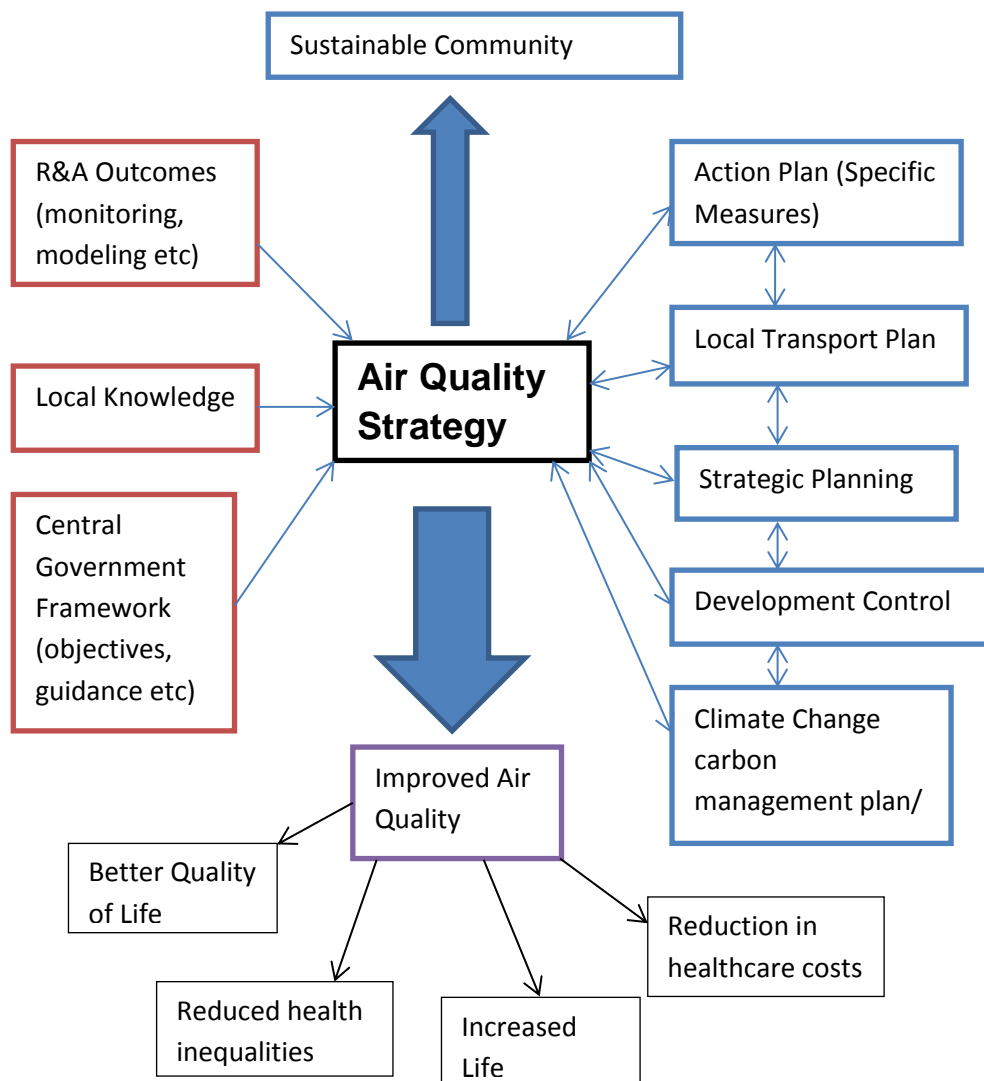 Sustainable Community
R&A Outcomes
(monitoring,
modeling etc)
Local Knowledge
Central
Government
Framework
(objectives,
guidance etc)
Air Quality
Strategy
Action Plan (Specific
Measures)
Local Transport Plan
Strategic Planning
Development Control
Climate Change
carbon
management plan/
Improved Air
Quality
Better Quality
of Life
Reduced health
inequalities
Increased
Life
Reduction in
healthcare costs